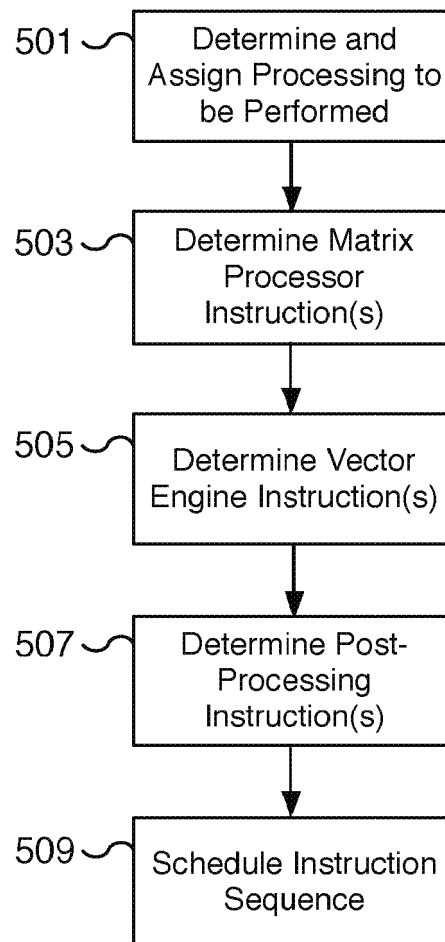 501
Determine and
Assign Processing to
be Performed
503
Determine Matrix
Processor
Instruction(s)
505
Determine Vector
Engine Instruction(s)
507
Determine Post-
Processing
Instruction(s)
509
Schedule Instruction
Sequence